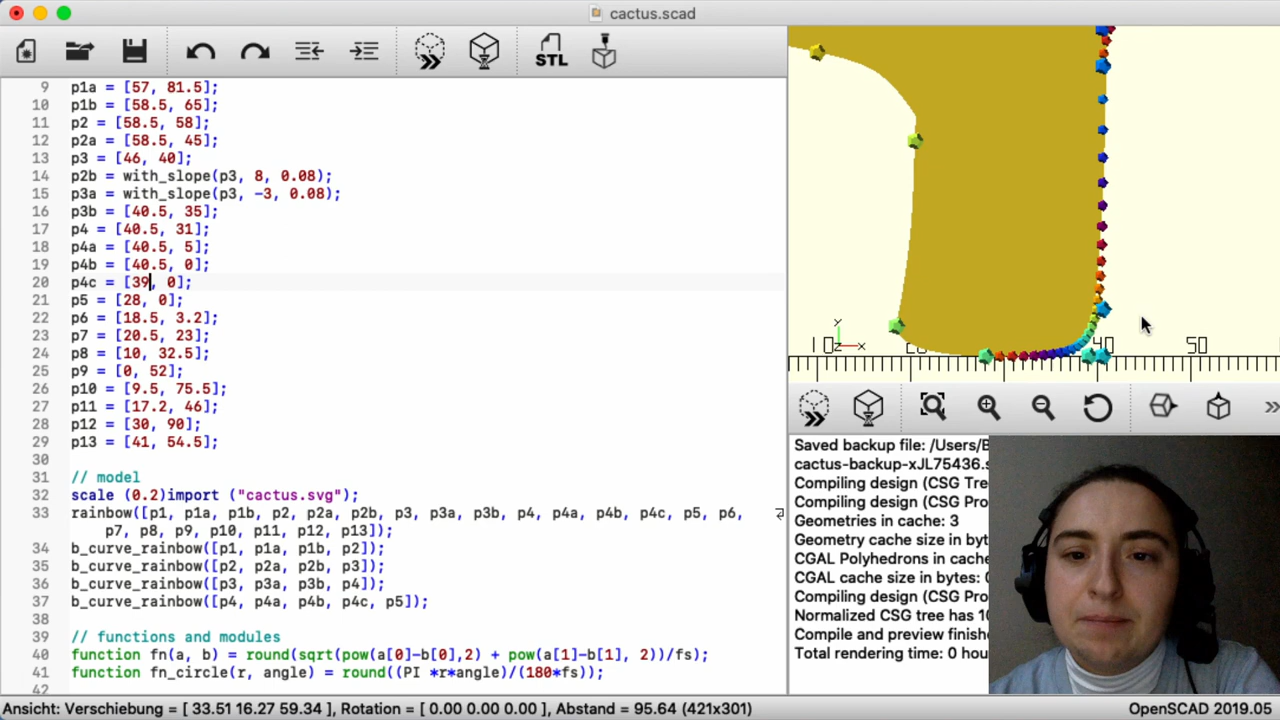 cactus.scad
STL
9 p1a = [57, 81.5];
10 p1b = [58.5, 65];
11 p2 = [58.5, 58];
12 p2a = [58.5, 45];
13 p3 = [46, 40];
14 p2b = with_slope(p3, 8, 0.08);
15 p3a = with_slope(p3, -3, 0.08);
16 p3b = [40.5, 35];
17 p4 = [40.5, 31];
18 p4a = [40.5, 5];
19 p4b = [40.5, 0];
20 p4c = [39, 0];
21 p5 = [28, 0];
22 p6 = [18.5, 3.2];
23 p7 = [20.5, 23];
24 p8 = [10, 32.5];
25 p9 = [0, 52];
26 p10 = [9.5, 75.5];
27 p11 = [17.2, 46];
28 p12 = [30, 90];
29 p13 = [41, 54.5];
30
31 // model
32 scale (0.2)import ("cactus.svg");
33 rainbow([p1, p1a, p1b, p2, p2a, p2b, p3, p3a, p3b, p4, p4a, p4b, p4c, p5, p6,
p7, p8, p9, p10, p11, p12, p13]);
34 b_curve_rainbow([p1, p1a, p1b, p2]);
35 b_curve_rainbow([p2, p2a, p2b, p3]);
36 b_curve_rainbow([p3, p3a, p3b, p4]);
37 b_curve_rainbow([p4, p4a, p4b, p4c, p5]);
38
39 // functions and modules
40 function fn(a, b) = round(sqrt(pow(a[0]-b[0],2) + pow(a[1]-b[1], 2))/fs);
41 function fn_circle(r, angle) = round((PI *r*angle)/(180*fs));
42
y
z x
40 50
Saved backup file: /Users/B
cactus-backup-xJL75436.s
Compiling design (CSG Tre
Compiling design (CSG Pro
Geometries in cache: 3
Geometry cache size in byt
CGAL Polyhedrons in cache
CGAL cache size in bytes: 0
Compiling design (CSG Pro
Normalized CSG tree has 10
Compile and preview finishe
Total rendering time: 0 hou
Ansicht: Verschiebung = [ 33.51 16.27 59.34 ], Rotation = [ 0.00 0.00 0.00 ], Abstand = 95.64 (421x301)
OpenSCAD 2019.05